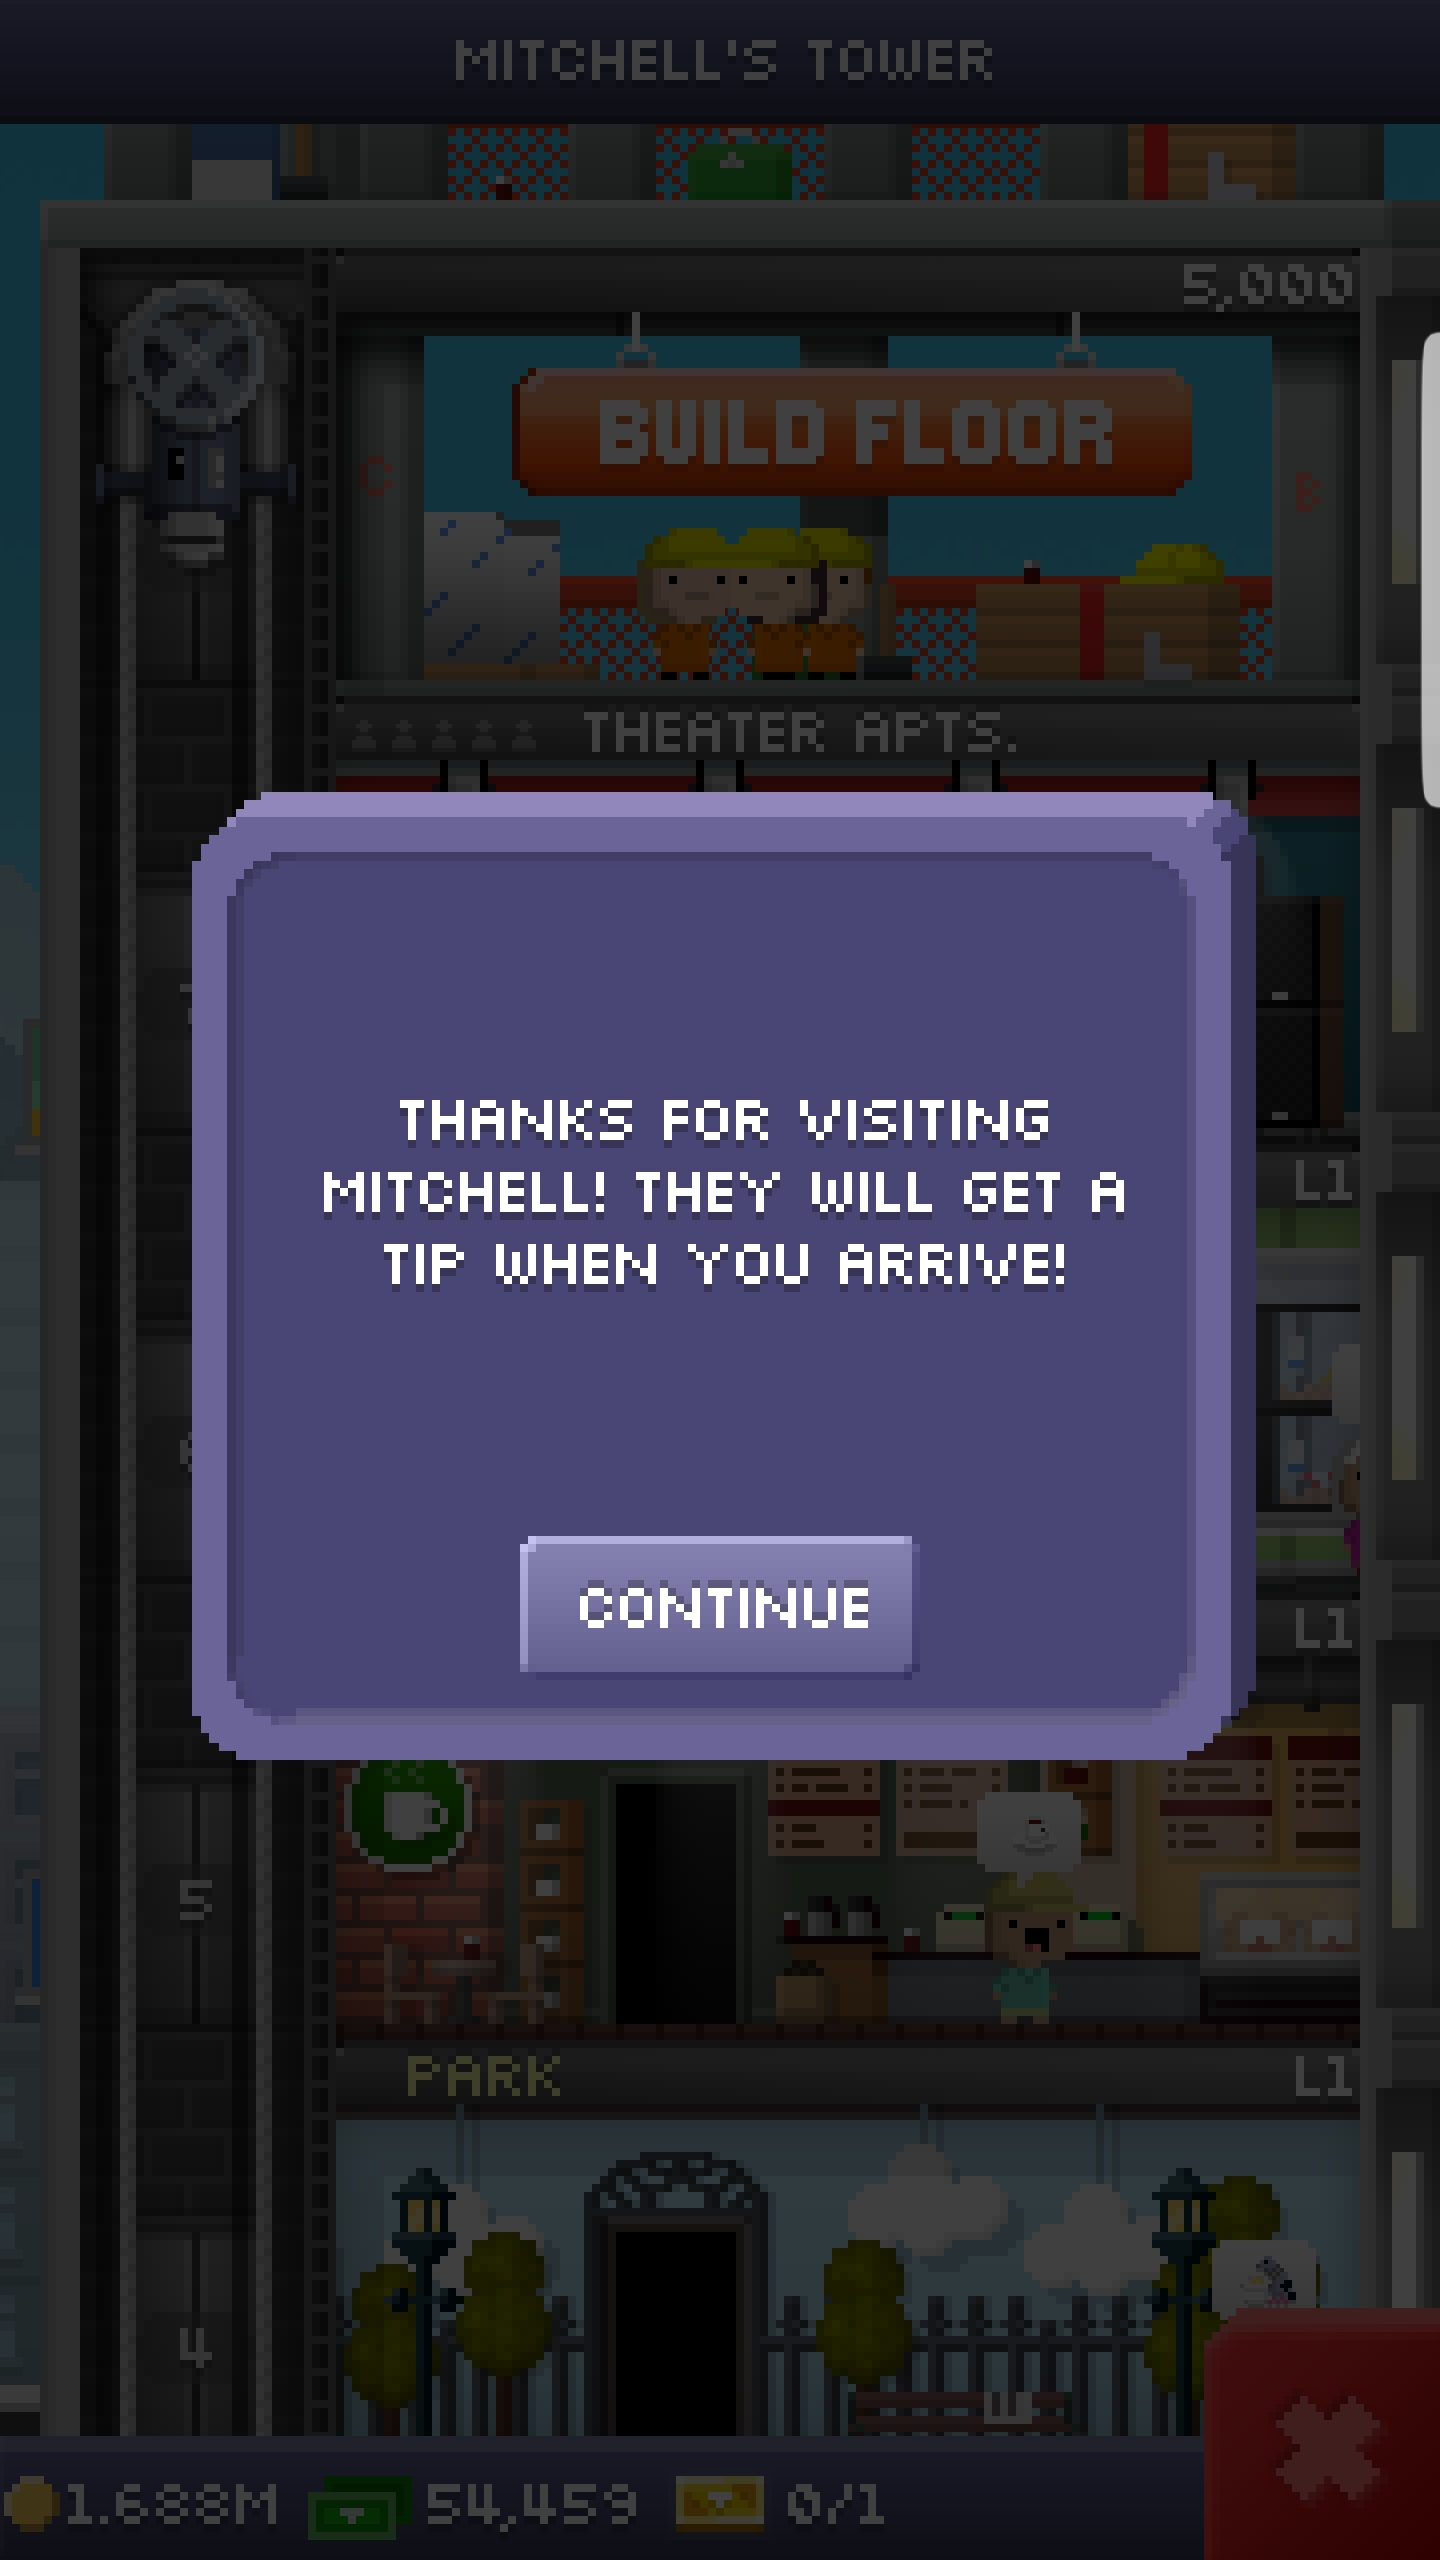 MITCHELL'S TOWER
5,000
C
BUILD FLOOR
B
THEATER APTS.
THANKS FOR VISITING
MITCHELL! THEY WILL GET A
TIP WHEN YOU ARRIVE!
L1
L1
CONTINUE
5
PARK
L1
4
1.688M
54,459
0/1